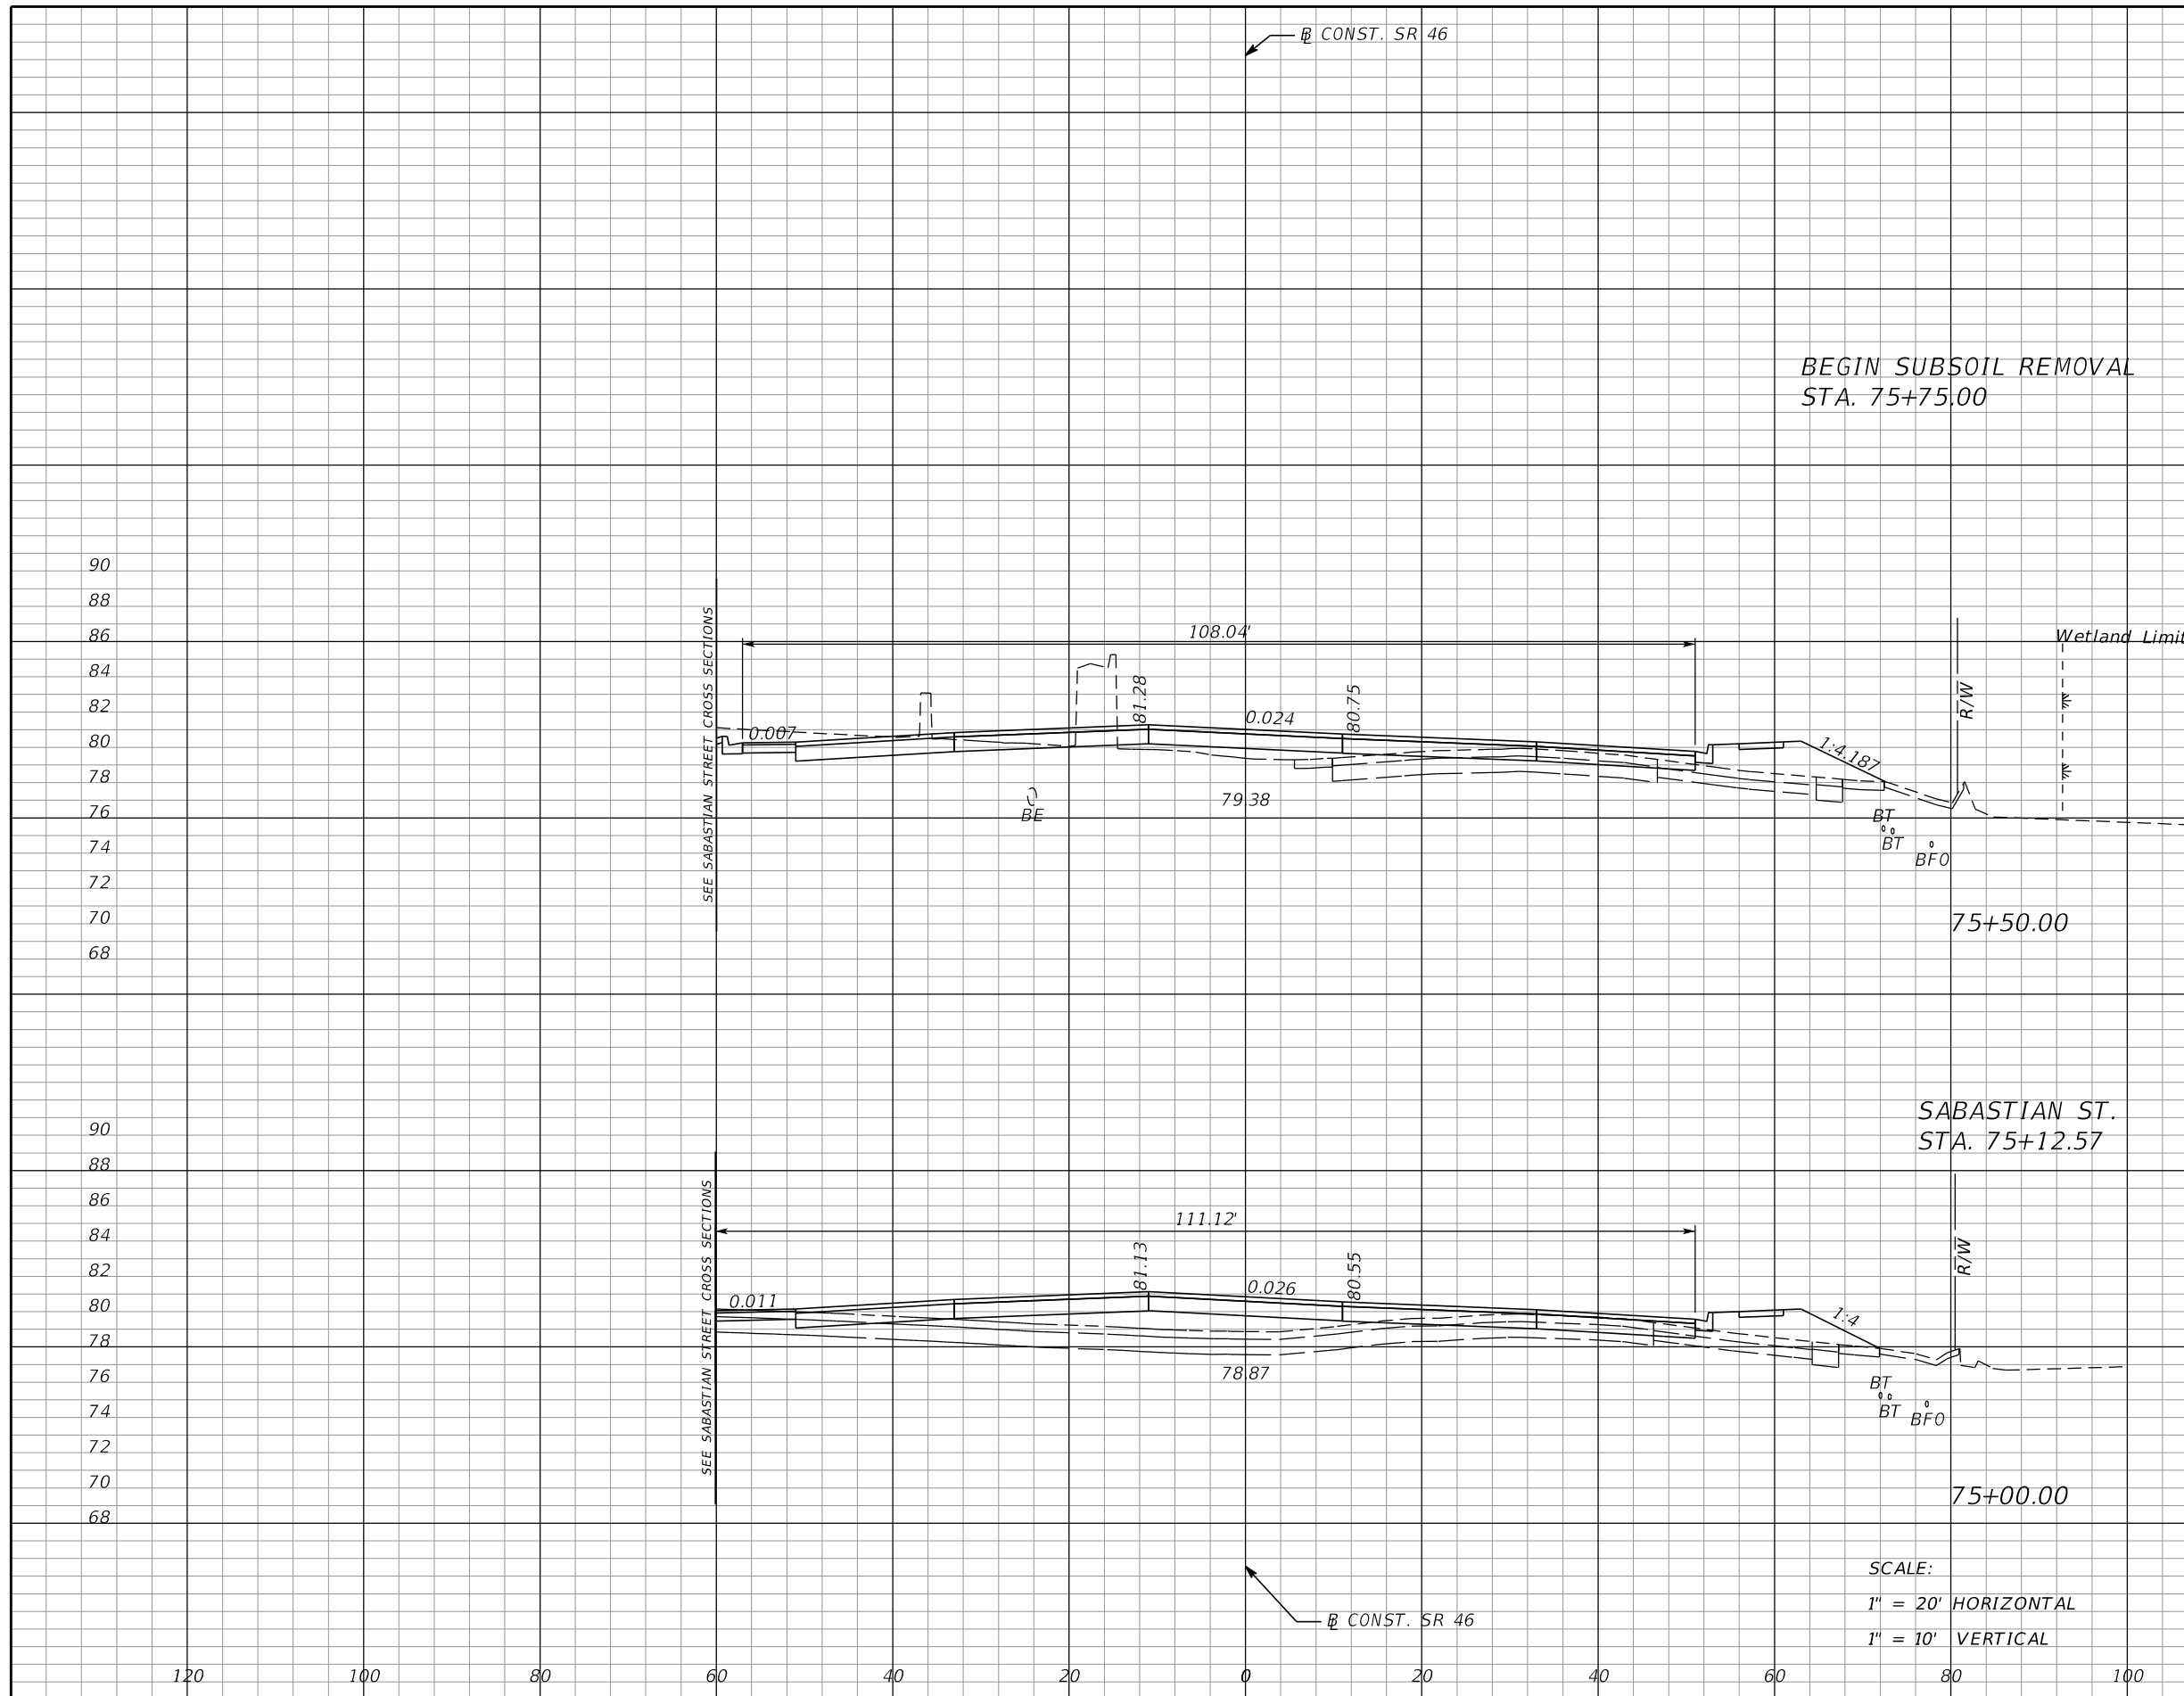 BL CONST. SR 46
BEGIN SUBSOIL REMOVAL
STA. 75+75.00
90
88
86
84
82
80
78
76
74
72
70
68
SEE SABASTIAN STREET CROSS SECTIONS
108.04'
0.007
81.28
0.024
80.75
1:4.187
79.38
BE
BT
BT
BFO
R/W
Wetland Limit
75+50.00
SABASTIAN ST.
STA. 75+12.57
90
88
86
84
82
80
78
76
74
72
70
68
SEE SABASTIAN STREET CROSS SECTIONS
111.12'
0.011
81.13
0.026
80.55
1:4
78.87
BT
BT
BFO
R/W
75+00.00
SCALE:
1" = 20' HORIZONTAL
1" = 10' VERTICAL
BL CONST. SR 46
120 100 80 60 40 20 0 20 40 60 80 100